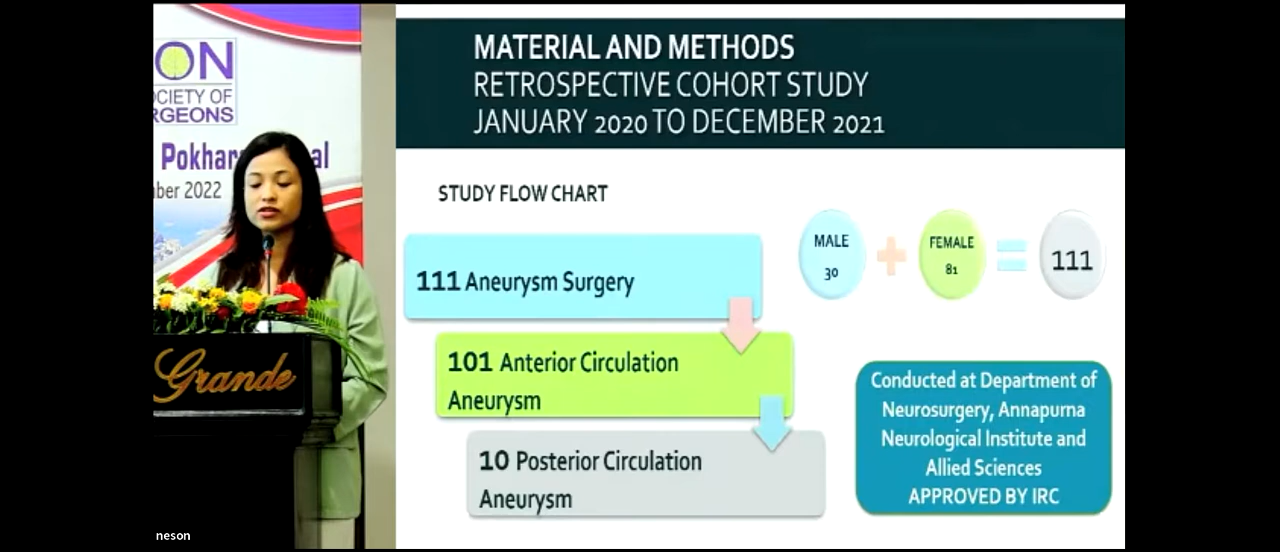 ON
OCIETY OF
RGEONS
Pokhar al
ber 2022
Grande
neson
MATERIAL AND METHODS
RETROSPECTIVE COHORT STUDY
JANUARY 2020 TO DECEMBER 2021
STUDY FLOW CHART
111 Aneurysm Surgery
101 Anterior Circulation
Aneurysm
10 Posterior Circulation
Aneurysm
MALE
30
+
FEMALE
81
=
111
Conducted at Department of
Neurosurgery, Annapurna
Neurological Institute and
Allied Sciences
APPROVED BY IRC